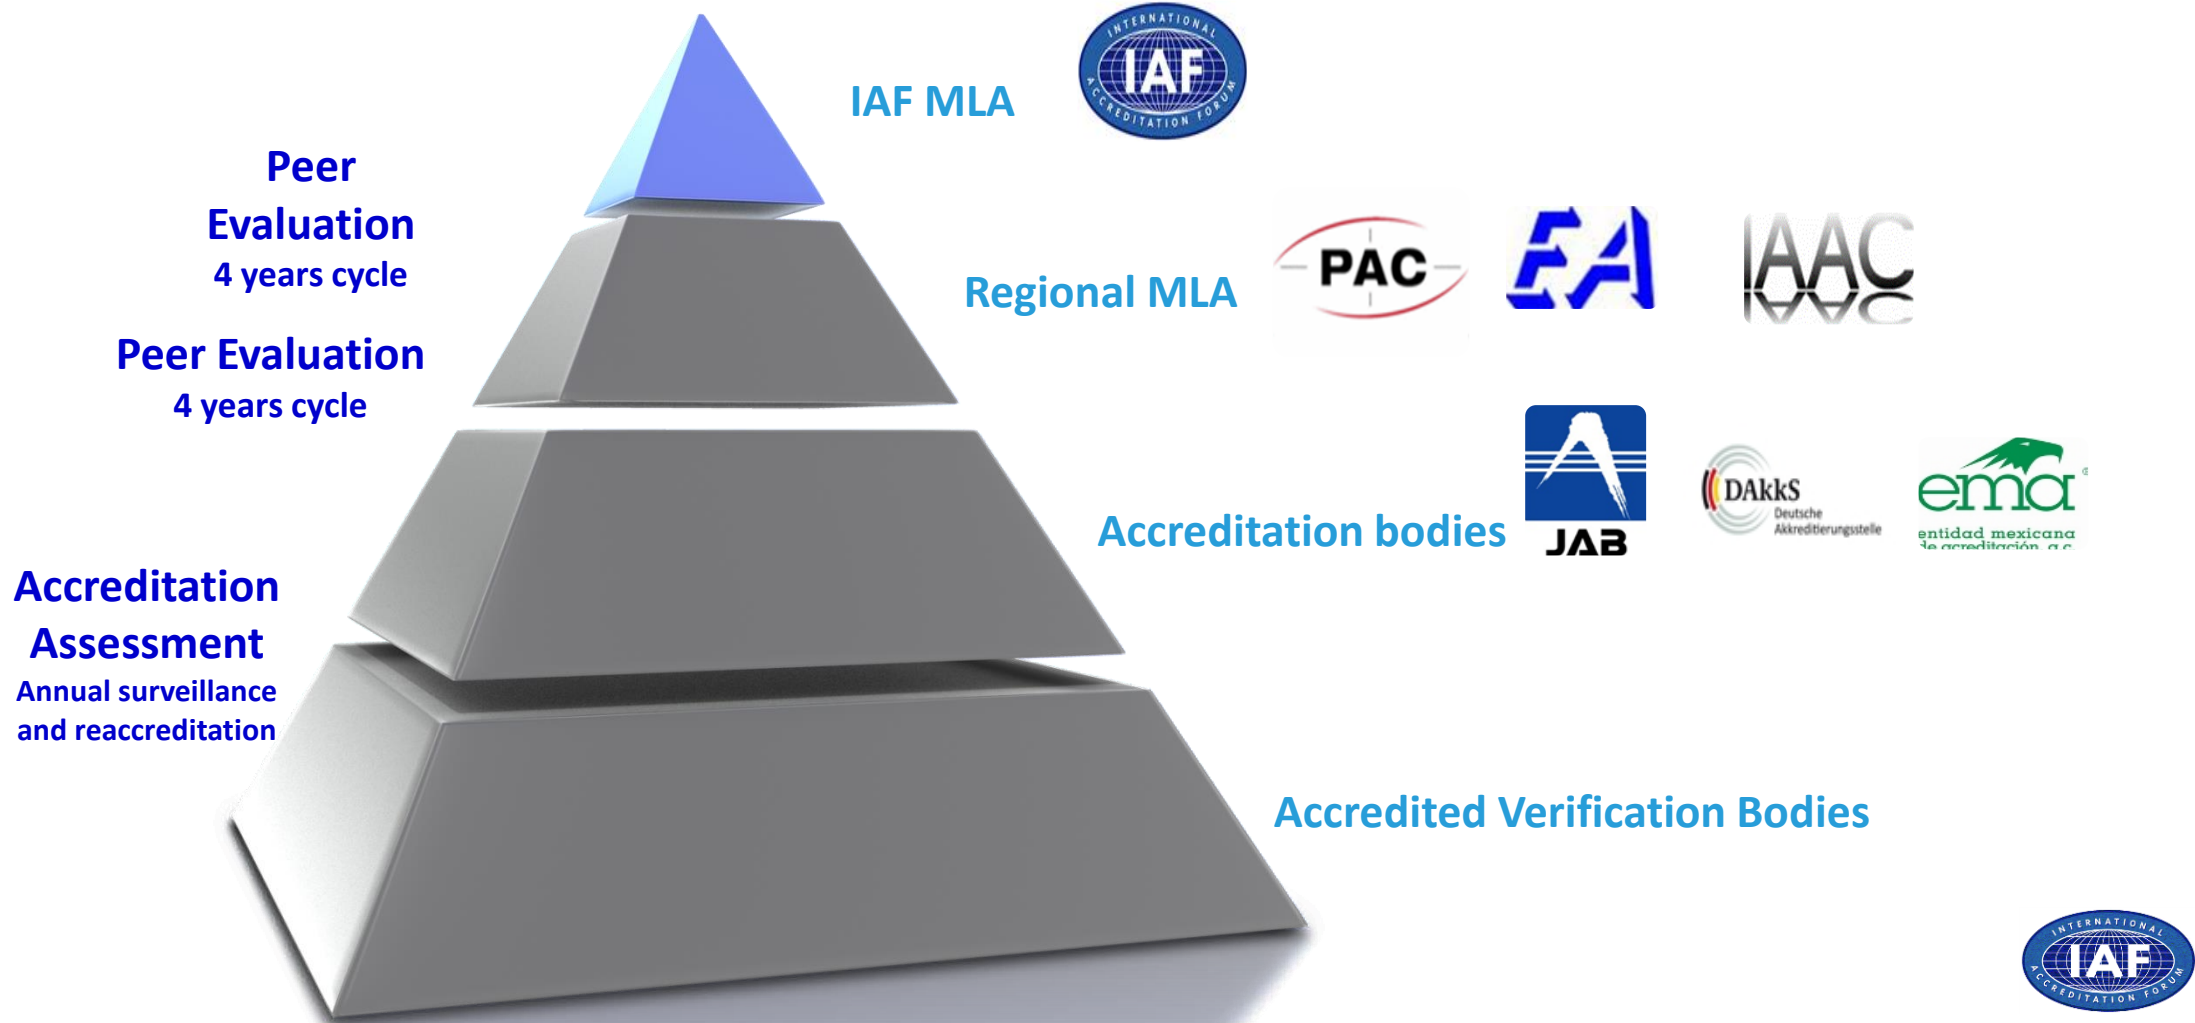 INTERNATIONAL
IAF
ACCREDITATION FORUM
IAF MLA
Peer
Evaluation
4 years cycle
Regional MLA
PAC
EA
IAAC
Peer Evaluation
4 years cycle
Accreditation bodies
JAB
DAkkS
Deutsche
Akkreditierungsstelle
ema
entidad mexicana
de acreditación, a.c.
Accreditation
Assessment
Annual surveillance
and reaccreditation
Accredited Verification Bodies
INTERNATIONAL
IAF
ACCREDITATION FORUM